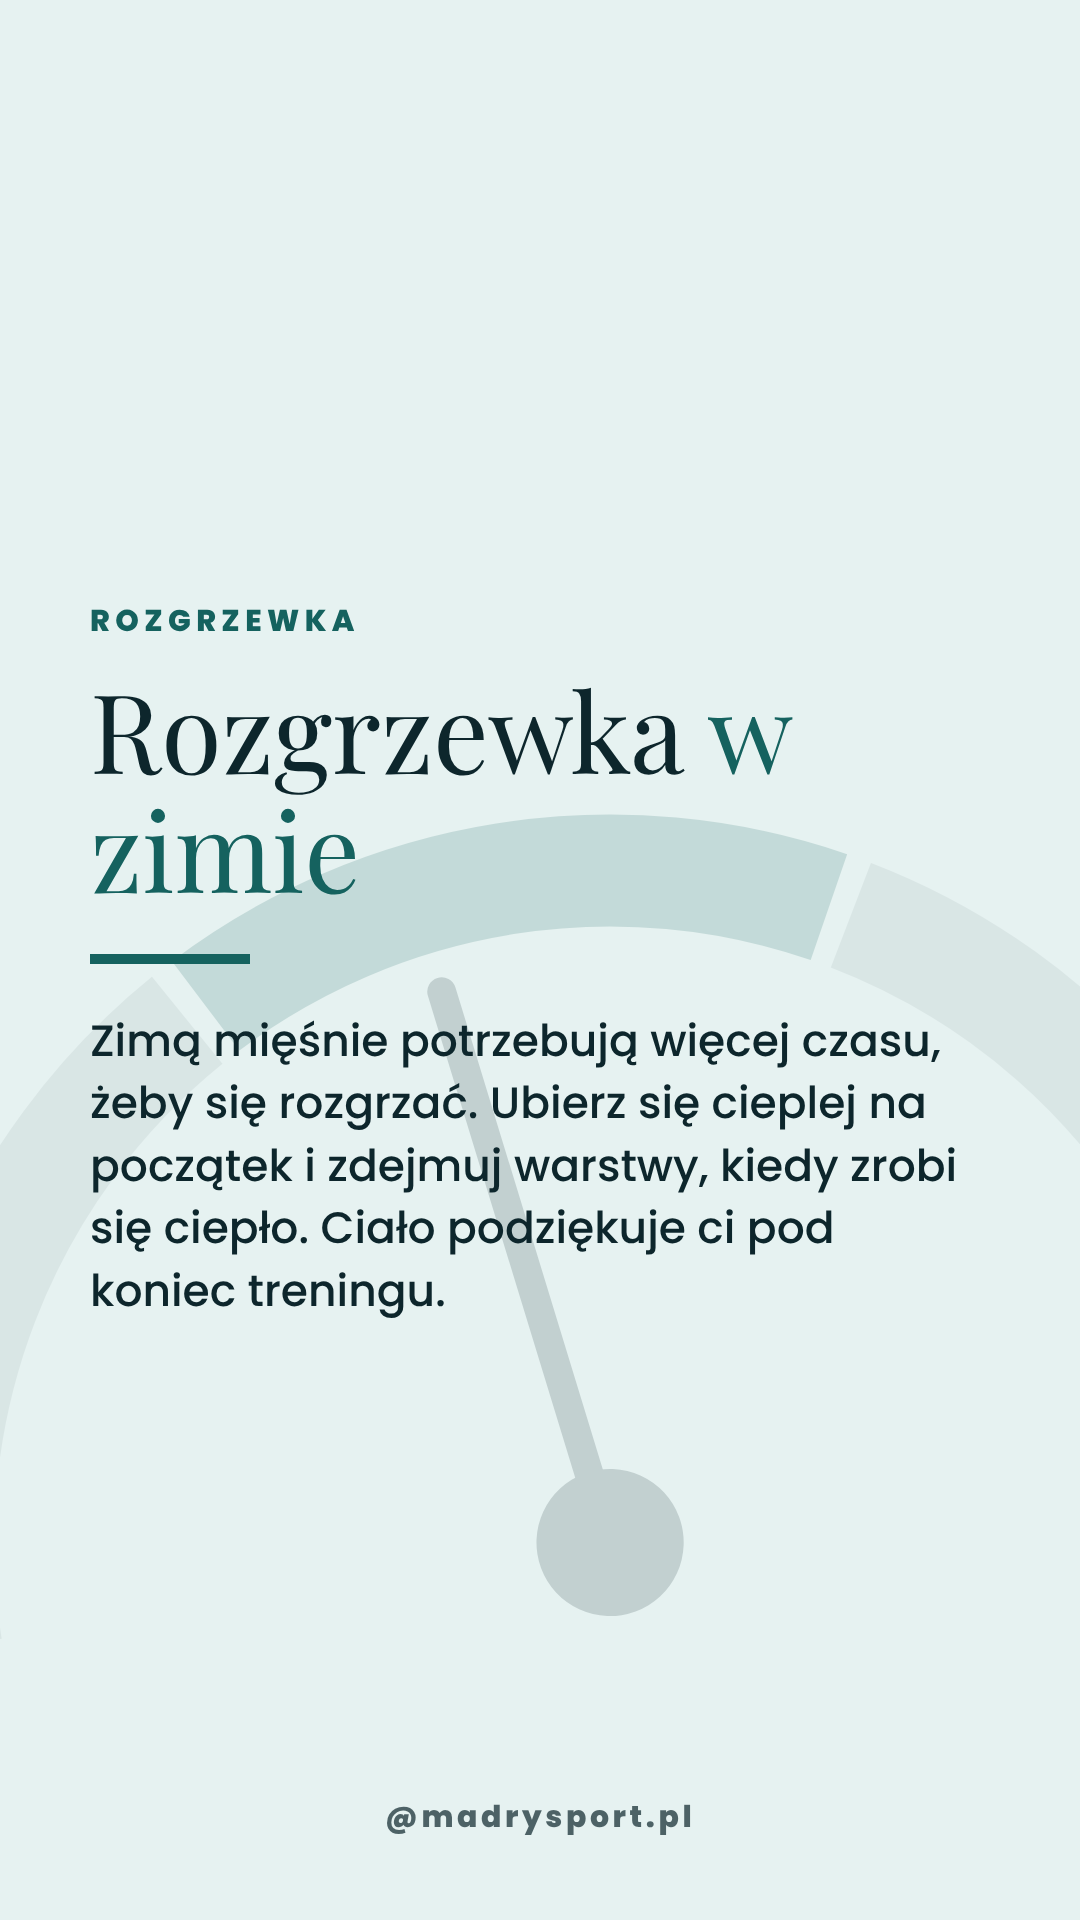 ROZGRZEWKA
Rozgrzewka w
zimie
Zimą mięśnie potrzebują więcej czasu,
żeby się rozgrzać. Ubierz się cieplej na
początek i zdejmuj warstwy, kiedy zrobi
się ciepło. Ciało podziękuje ci pod
koniec treningu.
@madrysport.pl